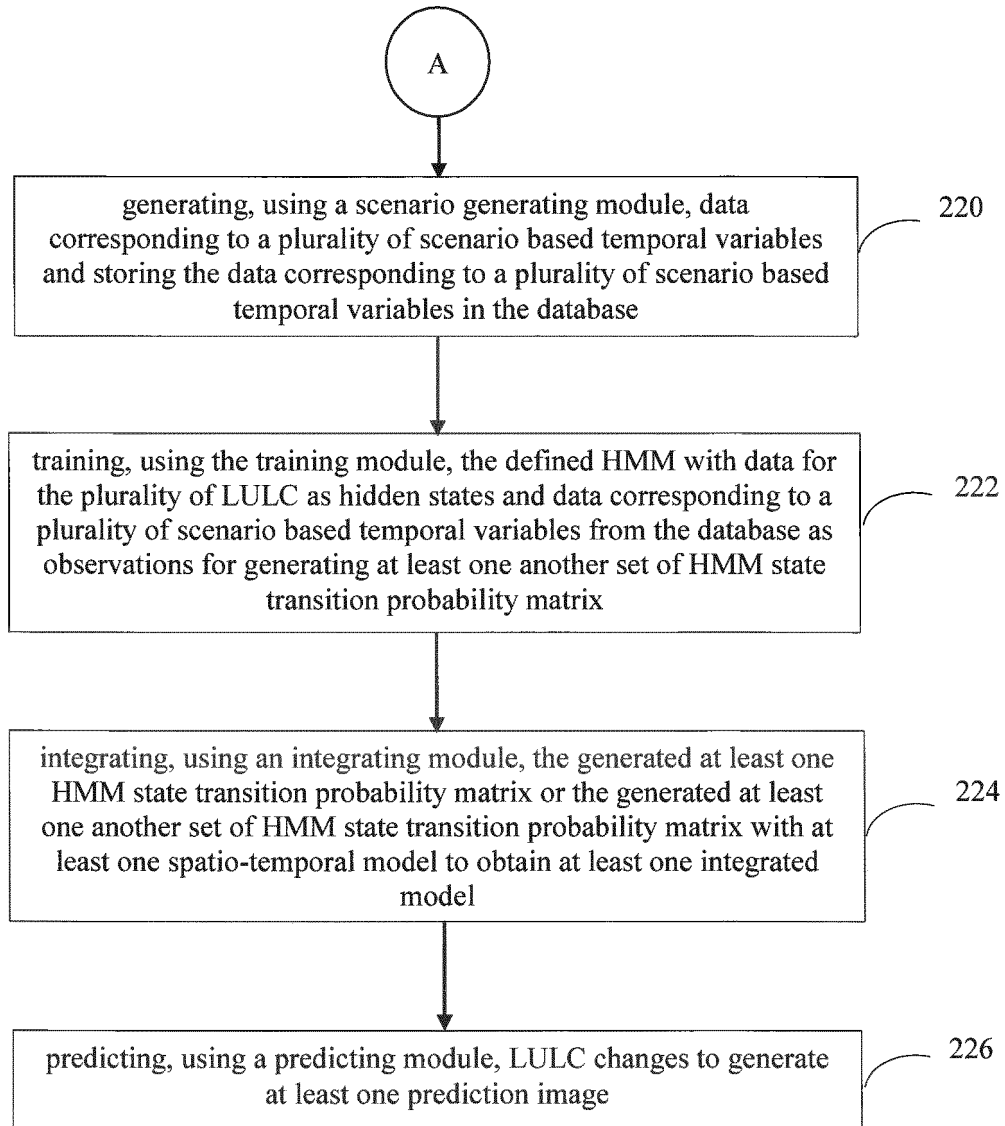 A
generating, using a scenario generating module, data
corresponding to a plurality of scenario based temporal variables
and storing the data corresponding to a plurality of scenario based
temporal variables in the database
220
training, using the training module, the defined HMM with data for
the plurality of LULC as hidden states and data corresponding to a
plurality of scenario based temporal variables from the database as
observations for generating at least one another set of HMM state
transition probability matrix
222
integrating, using an integrating module, the generated at least one
HMM state transition probability matrix or the generated at least
one another set of HMM state transition probability matrix with at
least one spatio-temporal model to obtain at least one integrated
model
224
predicting, using a predicting module, LULC changes to generate
at least one prediction image
226